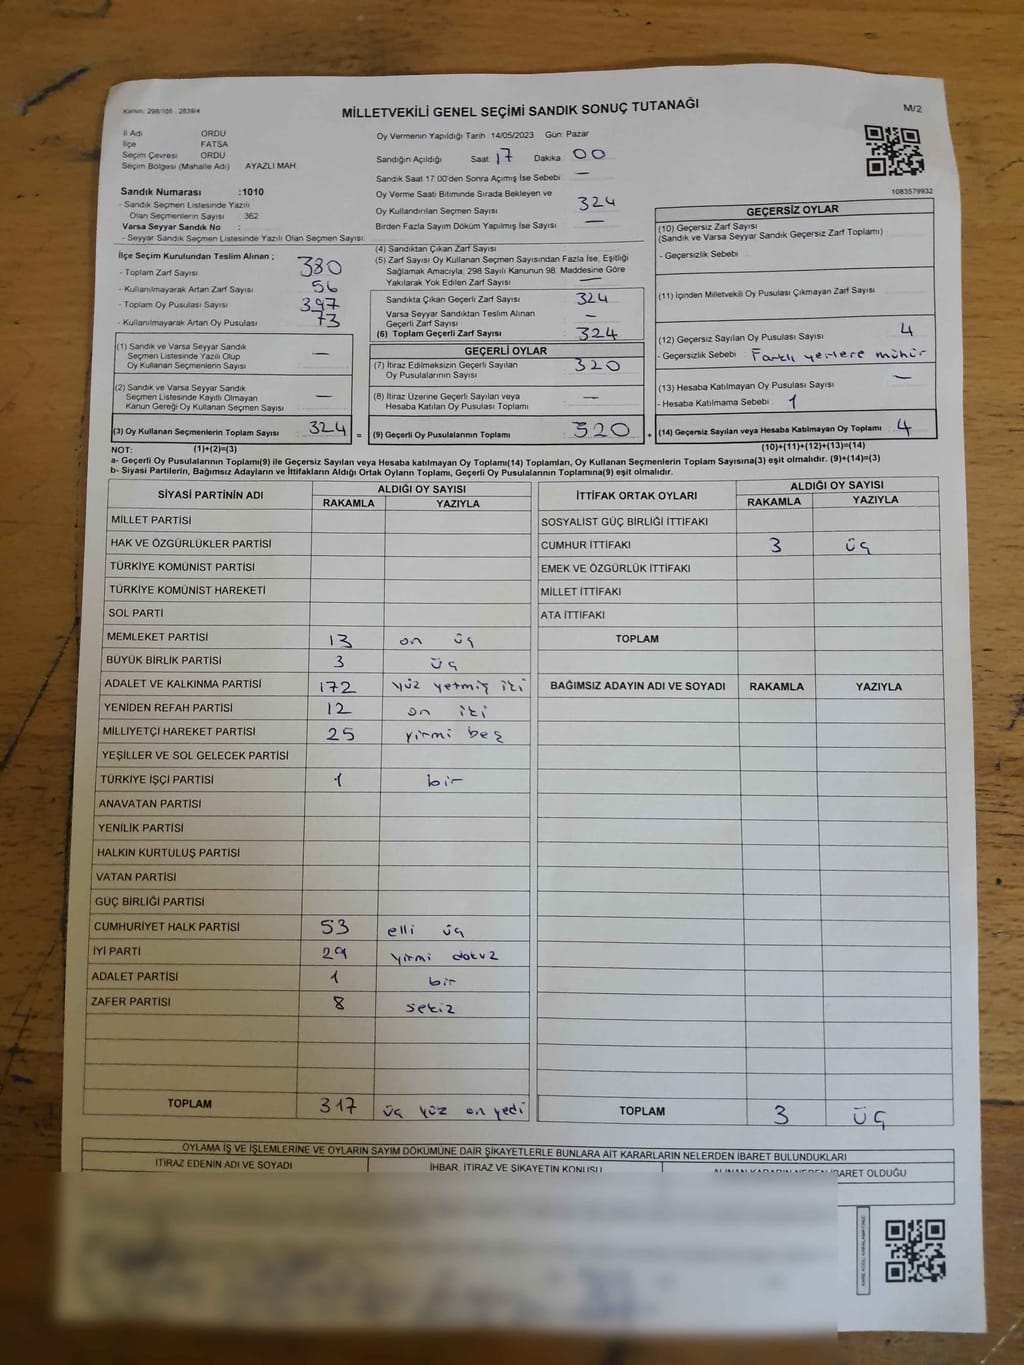 Kanun: 298/105 , 2839/4
MİLLETVEKİLİ GENEL SEÇİMİ SANDIK SONUÇ TUTANAĞI
M/2
İl Adı ORDU
İlçe FATSA
Seçim Çevresi ORDU
Seçim Bölgesi (Mahalle Adı) AYAZLI MAH
Sandık Numarası :1010
- Sandık Seçmen Listesinde Yazılı
Olan Seçmenlerin Sayısı 362
Varsa Seyyar Sandık No :
- Seyyar Sandık Seçmen Listesinde Yazılı Olan Seçmen Sayısı:
Oy Vermenin Yapıldığı Tarih 14/05/2023 Gün: Pazar
Sandığın Açıldığı Saat 17 Dakika 00
Sandık Saat 17.00'den Sonra Açılmış İse Sebebi —
Oy Verme Saati Bitiminde Sırada Bekleyen ve
Oy Kullandırılan Seçmen Sayısı 324
Birden Fazla Sayım Döküm Yapılmış İse Sayısı —
1083579932
İlçe Seçim Kurulundan Teslim Alınan ;
- Toplam Zarf Sayısı 380
- Kullanılmayarak Artan Zarf Sayısı 56
- Toplam Oy Pusulası Sayısı 397
- Kullanılmayarak Artan Oy Pusulası 73
(1) Sandık ve Varsa Seyyar Sandık
Seçmen Listesinde Yazılı Olup
Oy Kullanan Seçmen Sayısı —
(2) Sandık ve Varsa Seyyar Sandık
Seçmen Listesinde Kayıtlı Olmayan
Kanun Gereği Oy Kullanan Seçmen Sayısı —
(3) Oy Kullanan Seçmenlerin Toplam Sayısı 324 =
(4) Sandıktan Çıkan Zarf Sayısı
(5) Zarf Sayısı Oy Kullanan Seçmen Sayısından Fazla İse, Eşitliği
Sağlamak Amacıyla, 298 Sayılı Kanunun 98. Maddesine Göre
Yakılarak Yok Edilen Zarf Sayısı —
Sandıkta Çıkan Geçerli Zarf Sayısı 324
Varsa Seyyar Sandıktan Teslim Alınan
Geçerli Zarf Sayısı —
(6) Toplam Geçerli Zarf Sayısı 324
GEÇERLİ OYLAR
(7) İtiraz Edilmeksizin Geçerli Sayılan
Oy Pusulalarının Sayısı 320
(8) İtiraz Üzerine Geçerli Sayılan veya
Hesaba Katılan Oy Pusulaları Toplamı —
(9) Geçerli Oy Pusulalarının Toplamı 320 +
GEÇERSİZ OYLAR
(10) Geçersiz Zarf Sayısı
(Sandık ve Varsa Seyyar Sandık Geçersiz Zarf Toplamı)
- Geçersizlik Sebebi
(11) İçinden Milletvekili Oy Pusulası Çıkmayan Zarf Sayısı
(12) Geçersiz Sayılan Oy Pusulası Sayısı 4
- Geçersizlik Sebebi Farklı yerlere mühür
(13) Hesaba Katılmayan Oy Pusulası Sayısı —
- Hesaba Katılmama Sebebi 1
(14) Geçersiz Sayılan veya Hesaba Katılmayan Oy Toplamı 4
NOT: (1)+(2)=(3) (10)+(11)+(12)+(13)=(14)
a- Geçerli Oy Pusulalarının Toplamı(9) ile Geçersiz Sayılan veya Hesaba katılmayan Oy Toplamı(14) Toplamları, Oy Kullanan Seçmenlerin Toplam Sayısına(3) eşit olmalıdır. (9)+(14)=(3)
b- Siyasi Partilerin, Bağımsız Adayların ve İttifakların Aldığı Ortak Oyların Toplamı, Geçerli Oy Pusulalarının Toplamına(9) eşit olmalıdır.
SİYASİ PARTİNİN ADI ALDIĞI OY SAYISI
RAKAMLA YAZIYLA
MİLLET PARTİSİ
HAK VE ÖZGÜRLÜKLER PARTİSİ
TÜRKİYE KOMÜNİST PARTİSİ
TÜRKİYE KOMÜNİST HAREKETİ
SOL PARTİ
MEMLEKET PARTİSİ 13 on üç
BÜYÜK BİRLİK PARTİSİ 3 üç
ADALET VE KALKINMA PARTİSİ 172 yüz yetmiş iki
YENİDEN REFAH PARTİSİ 12 on iki
MİLLİYETÇİ HAREKET PARTİSİ 25 yirmi beş
YEŞİLLER VE SOL GELECEK PARTİSİ
TÜRKİYE İŞÇİ PARTİSİ 1 bir
ANAVATAN PARTİSİ
YENİLİK PARTİSİ
HALKIN KURTULUŞ PARTİSİ
VATAN PARTİSİ
GÜÇ BİRLİĞİ PARTİSİ
CUMHURİYET HALK PARTİSİ 53 elli üç
İYİ PARTİ 29 yirmi dokuz
ADALET PARTİSİ 1 bir
ZAFER PARTİSİ 8 sekiz
TOPLAM 317 üç yüz on yedi
İTTİFAK ORTAK OYLARI ALDIĞI OY SAYISI
RAKAMLA YAZIYLA
SOSYALİST GÜÇ BİRLİĞİ İTTİFAKI
CUMHUR İTTİFAKI 3 üç
EMEK VE ÖZGÜRLÜK İTTİFAKI
MİLLET İTTİFAKI
ATA İTTİFAKI
TOPLAM
BAĞIMSIZ ADAYIN ADI VE SOYADI RAKAMLA YAZIYLA
TOPLAM 3 üç
OYLAMA İŞ VE İŞLEMLERİNE VE OYLARIN SAYIM DÖKÜMÜNE DAİR ŞİKAYETLERLE BUNLARA AİT KARARLARIN NELERDEN İBARET BULUNDUKLARI
İTİRAZ EDENİN ADI VE SOYADI İHBAR, İTİRAZ VE ŞİKAYETİN KONUSU ALINAN KARARIN NEDEN İBARET OLDUĞU